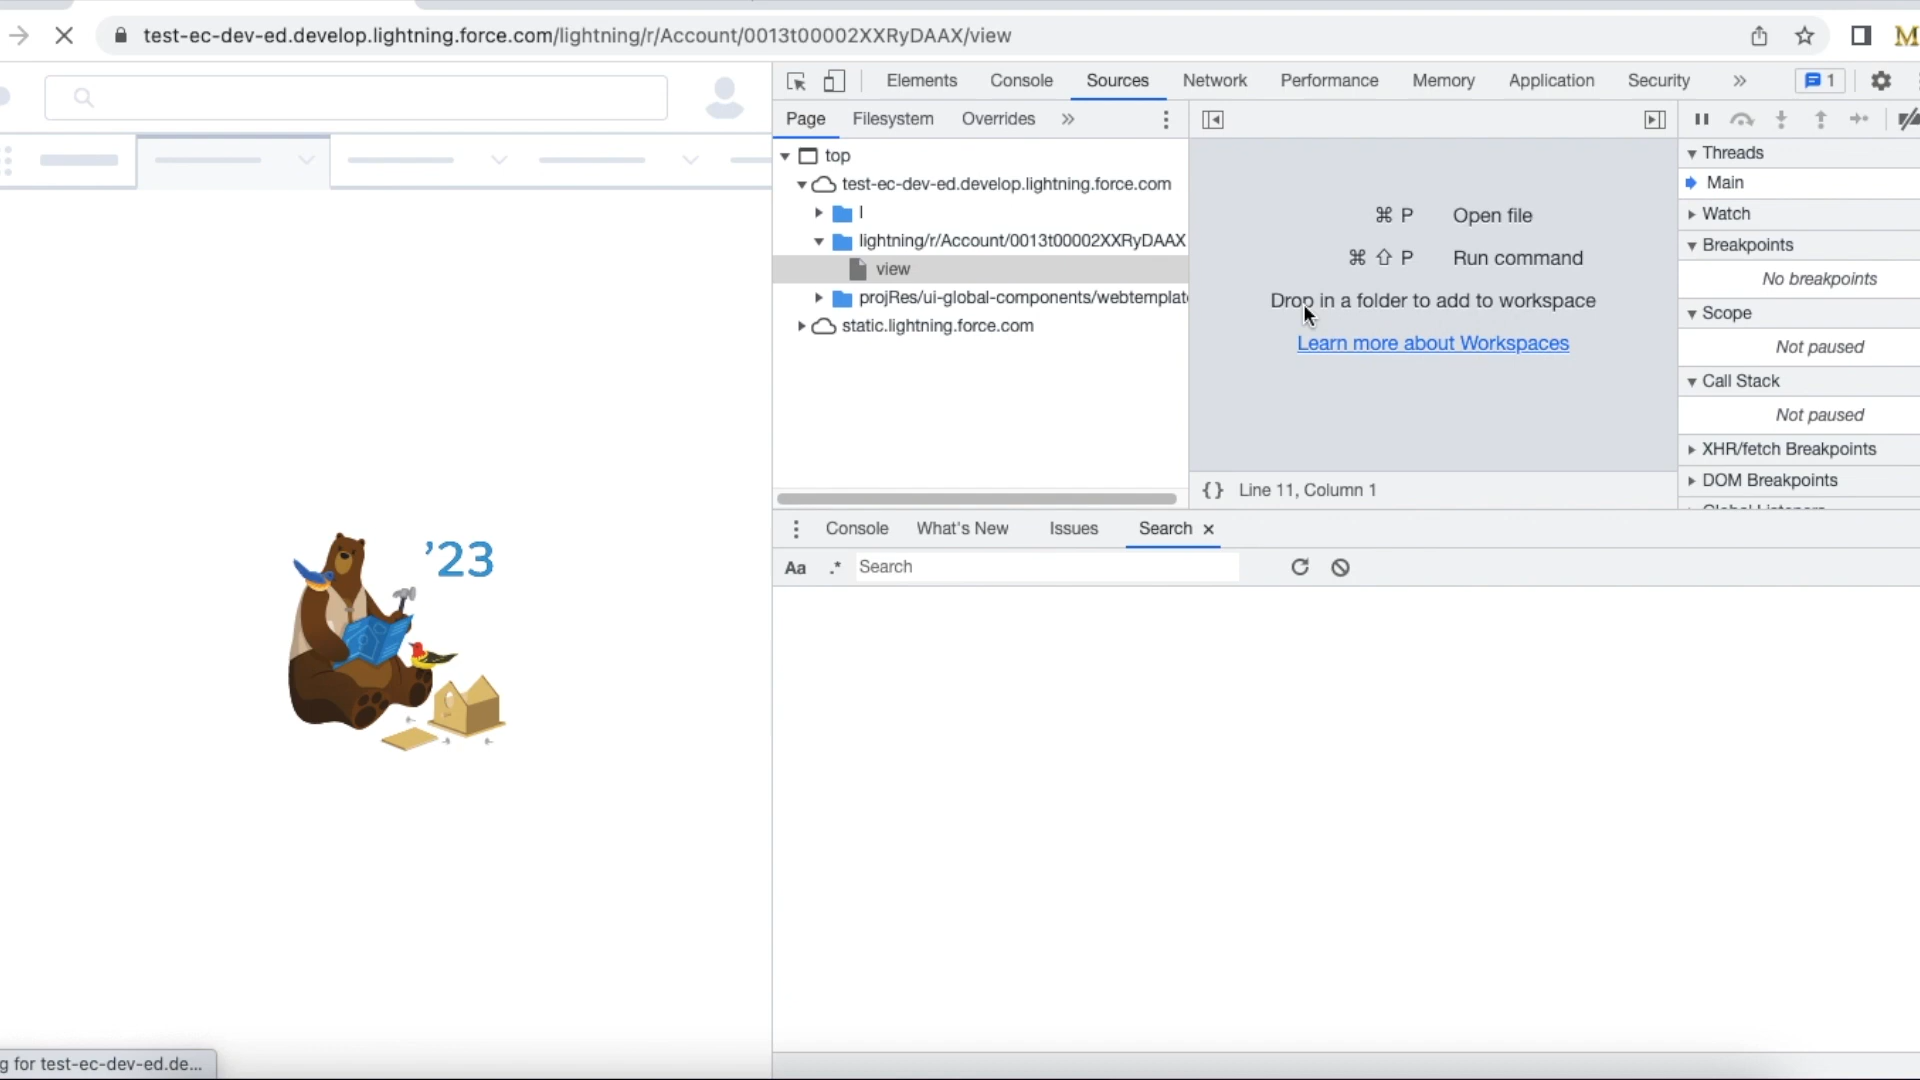 test-ec-dev-ed.develop.lightning.force.com/lightning/r/Account/0013t00002XXRyDAAX/view
M
Elements Console Sources Network Performance Memory Application Security » 1
Page Filesystem Overrides »
top
test-ec-dev-ed.develop.lightning.force.com
l
lightning/r/Account/0013t00002XXRyDAAX
view
projRes/ui-global-components/webtemplat
static.lightning.force.com
⌘ P Open file
⌘ ⇧ P Run command
Drop in a folder to add to workspace
Learn more about Workspaces
{} Line 11, Column 1
Threads
Main
Watch
Breakpoints
No breakpoints
Scope
Not paused
Call Stack
Not paused
XHR/fetch Breakpoints
DOM Breakpoints
Console What's New Issues Search ×
Aa .* Search
’23
g for test-ec-dev-ed.de...